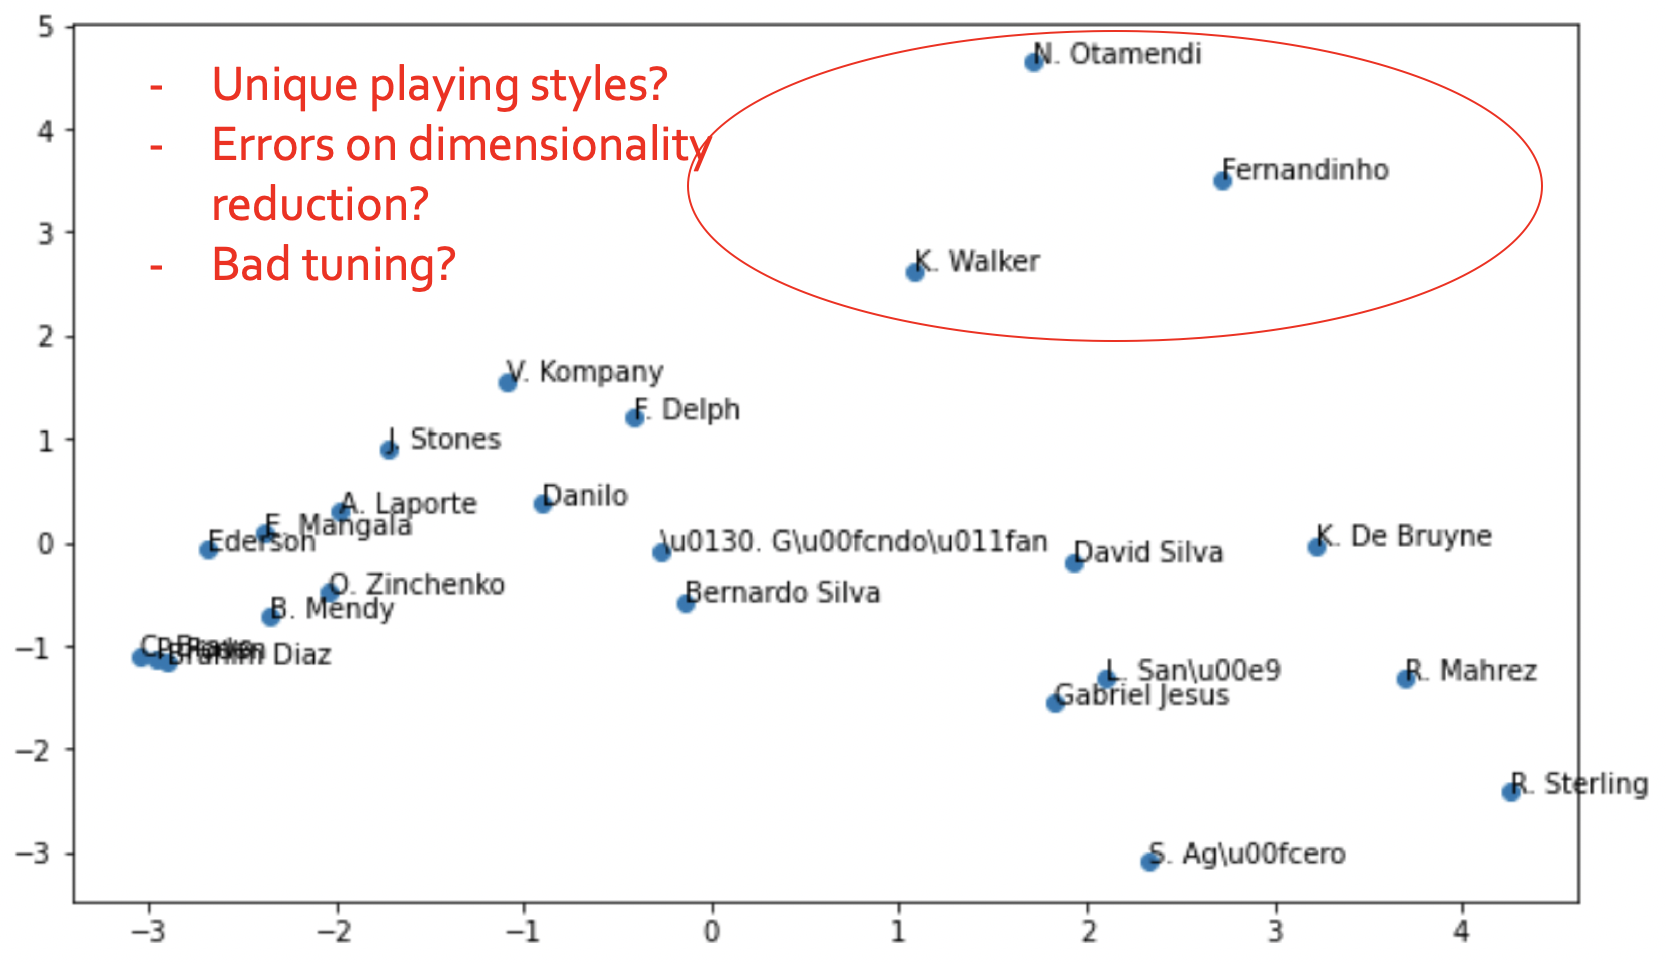 5
- Unique playing styles?
- Errors on dimensionality
reduction?
- Bad tuning?
N. Otamendi
4
Fernandinho
3
K. Walker
2
V. Kompany
F. Delph
1
J. Stones
A. Laporte
Danilo
E. Mangala
0
Ederson
\u0130. G\u00fcndo\u011fan
David Silva
K. De Bruyne
O. Zinchenko
Bernardo Silva
B. Mendy
−1
C. Bravo
Brahim Diaz
L. San\u00e9
R. Mahrez
Gabriel Jesus
−2
R. Sterling
−3
S. Ag\u00fcero
−3 −2 −1 0 1 2 3 4